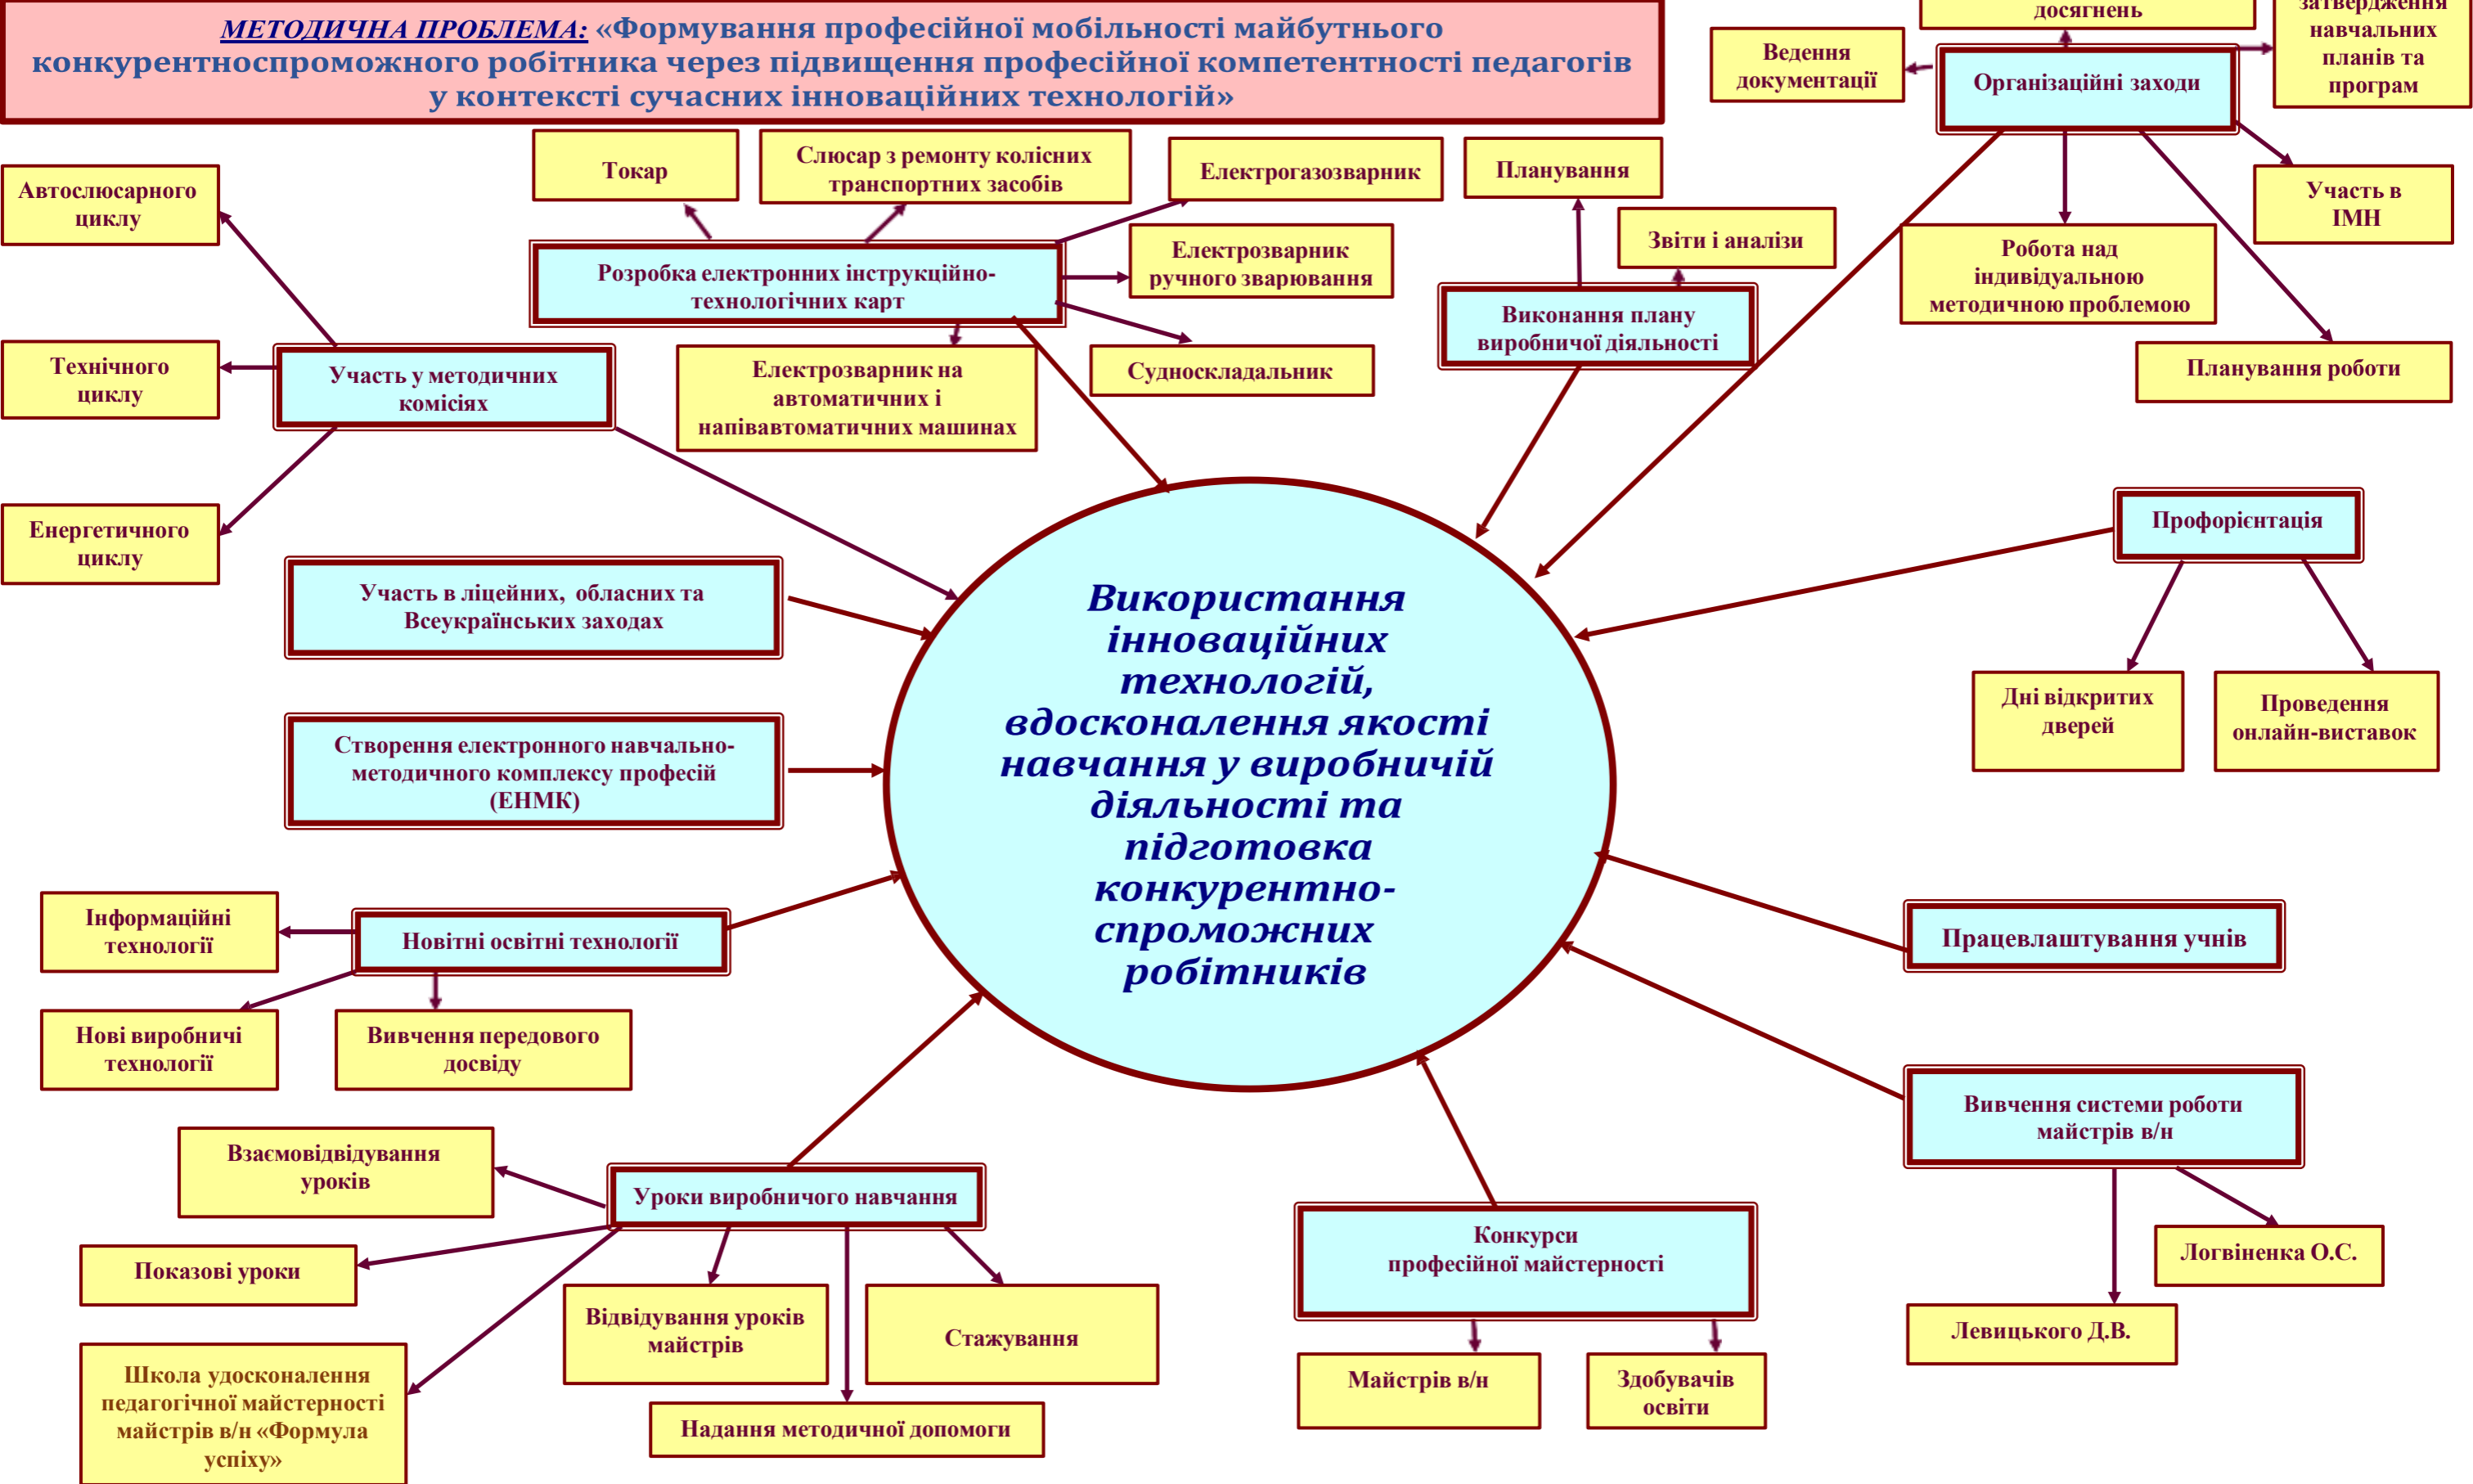 МЕТОДИЧНА ПРОБЛЕМА: «Формування професійної мобільності майбутнього
конкурентноспроможного робітника через підвищення професійної компетентності педагогів
у контексті сучасних інноваційних технологій»
досягнень
затвердження
навчальних
планів та
програм
Ведення
документації
Організаційні заходи
Токар
Слюсар з ремонту колісних
транспортних засобів
Електрогазозварник
Планування
Автослюсарного
циклу
Участь в
ІМН
Електрозварник
ручного зварювання
Звіти і аналізи
Робота над
індивідуальною
методичною проблемою
Розробка електронних інструкційно-
технологічних карт
Виконання плану
виробничої діяльності
Технічного
циклу
Участь у методичних
комісіях
Електрозварник на
автоматичних і
напівавтоматичних машинах
Судноскладальник
Планування роботи
Енергетичного
циклу
Профорієнтація
Участь в ліцейних, обласних та
Всеукраїнських заходах
Використання
інноваційних
технологій,
вдосконалення якості
навчання у виробничій
діяльності та
підготовка
конкурентно-
спроможних
робітників
Дні відкритих
дверей
Проведення
онлайн-виставок
Створення електронного навчально-
методичного комплексу професій
(ЕНМК)
Інформаційні
технології
Новітні освітні технології
Працевлаштування учнів
Нові виробничі
технології
Вивчення передового
досвіду
Вивчення системи роботи
майстрів в/н
Взаємовідвідування
уроків
Уроки виробничого навчання
Конкурси
професійної майстерності
Логвіненка О.С.
Показові уроки
Відвідування уроків
майстрів
Стажування
Левицького Д.В.
Школа удосконалення
педагогічної майстерності
майстрів в/н «Формула
успіху»
Майстрів в/н
Здобувачів
освіти
Надання методичної допомоги